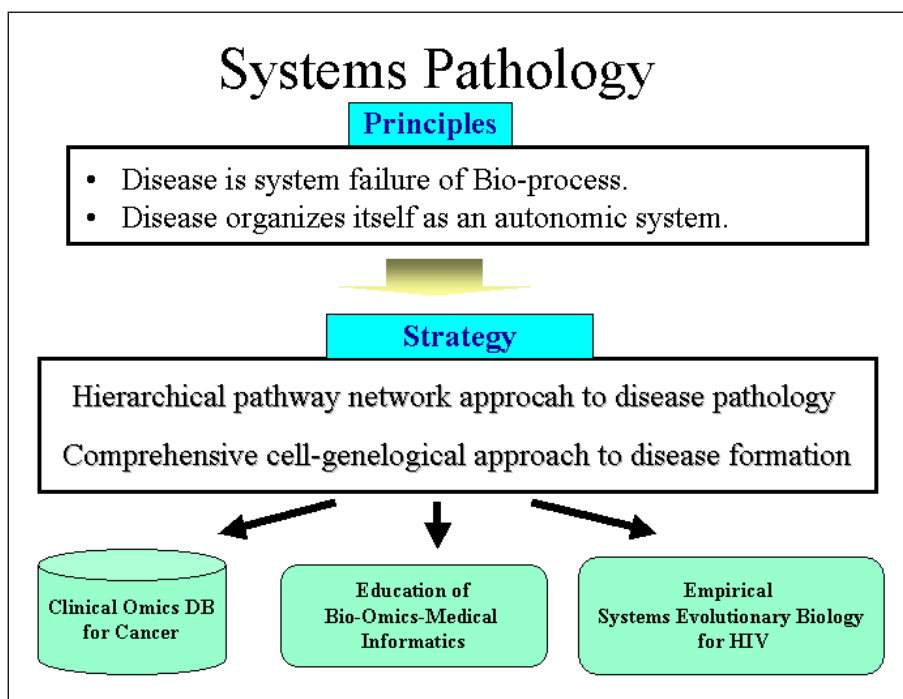 Systems Pathology
Principles
• Disease is system failure of Bio-process.
• Disease organizes itself as an autonomic system.
Strategy
Hierarchical pathway network approcah to disease pathology
Comprehensive cell-genelogical approach to disease formation
Clinical Omics DB
for Cancer
Education of
Bio-Omics-Medical
Informatics
Empirical
Systems Evolutionary Biology
for HIV